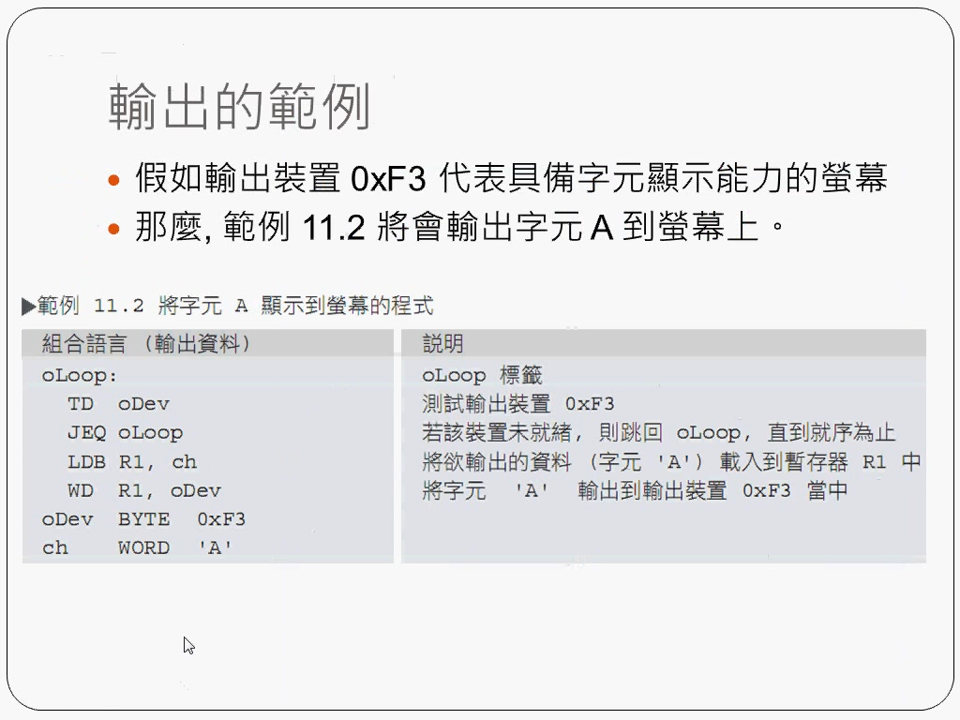 輸出的範例
• 假如輸出裝置 0xF3 代表具備字元顯示能力的螢幕
• 那麼, 範例 11.2 將會輸出字元 A 到螢幕上。
▶範例 11.2 將字元 A 顯示到螢幕的程式
組合語言 (輸出資料) 說明
oLoop: oLoop 標籤
TD oDev 測試輸出裝置 0xF3
JEQ oLoop 若該裝置未就緒, 則跳回 oLoop, 直到就序為止
LDB R1, ch 將欲輸出的資料 (字元 'A') 載入到暫存器 R1 中
WD R1, oDev 將字元 'A' 輸出到輸出裝置 0xF3 當中
oDev BYTE 0xF3
ch WORD 'A'